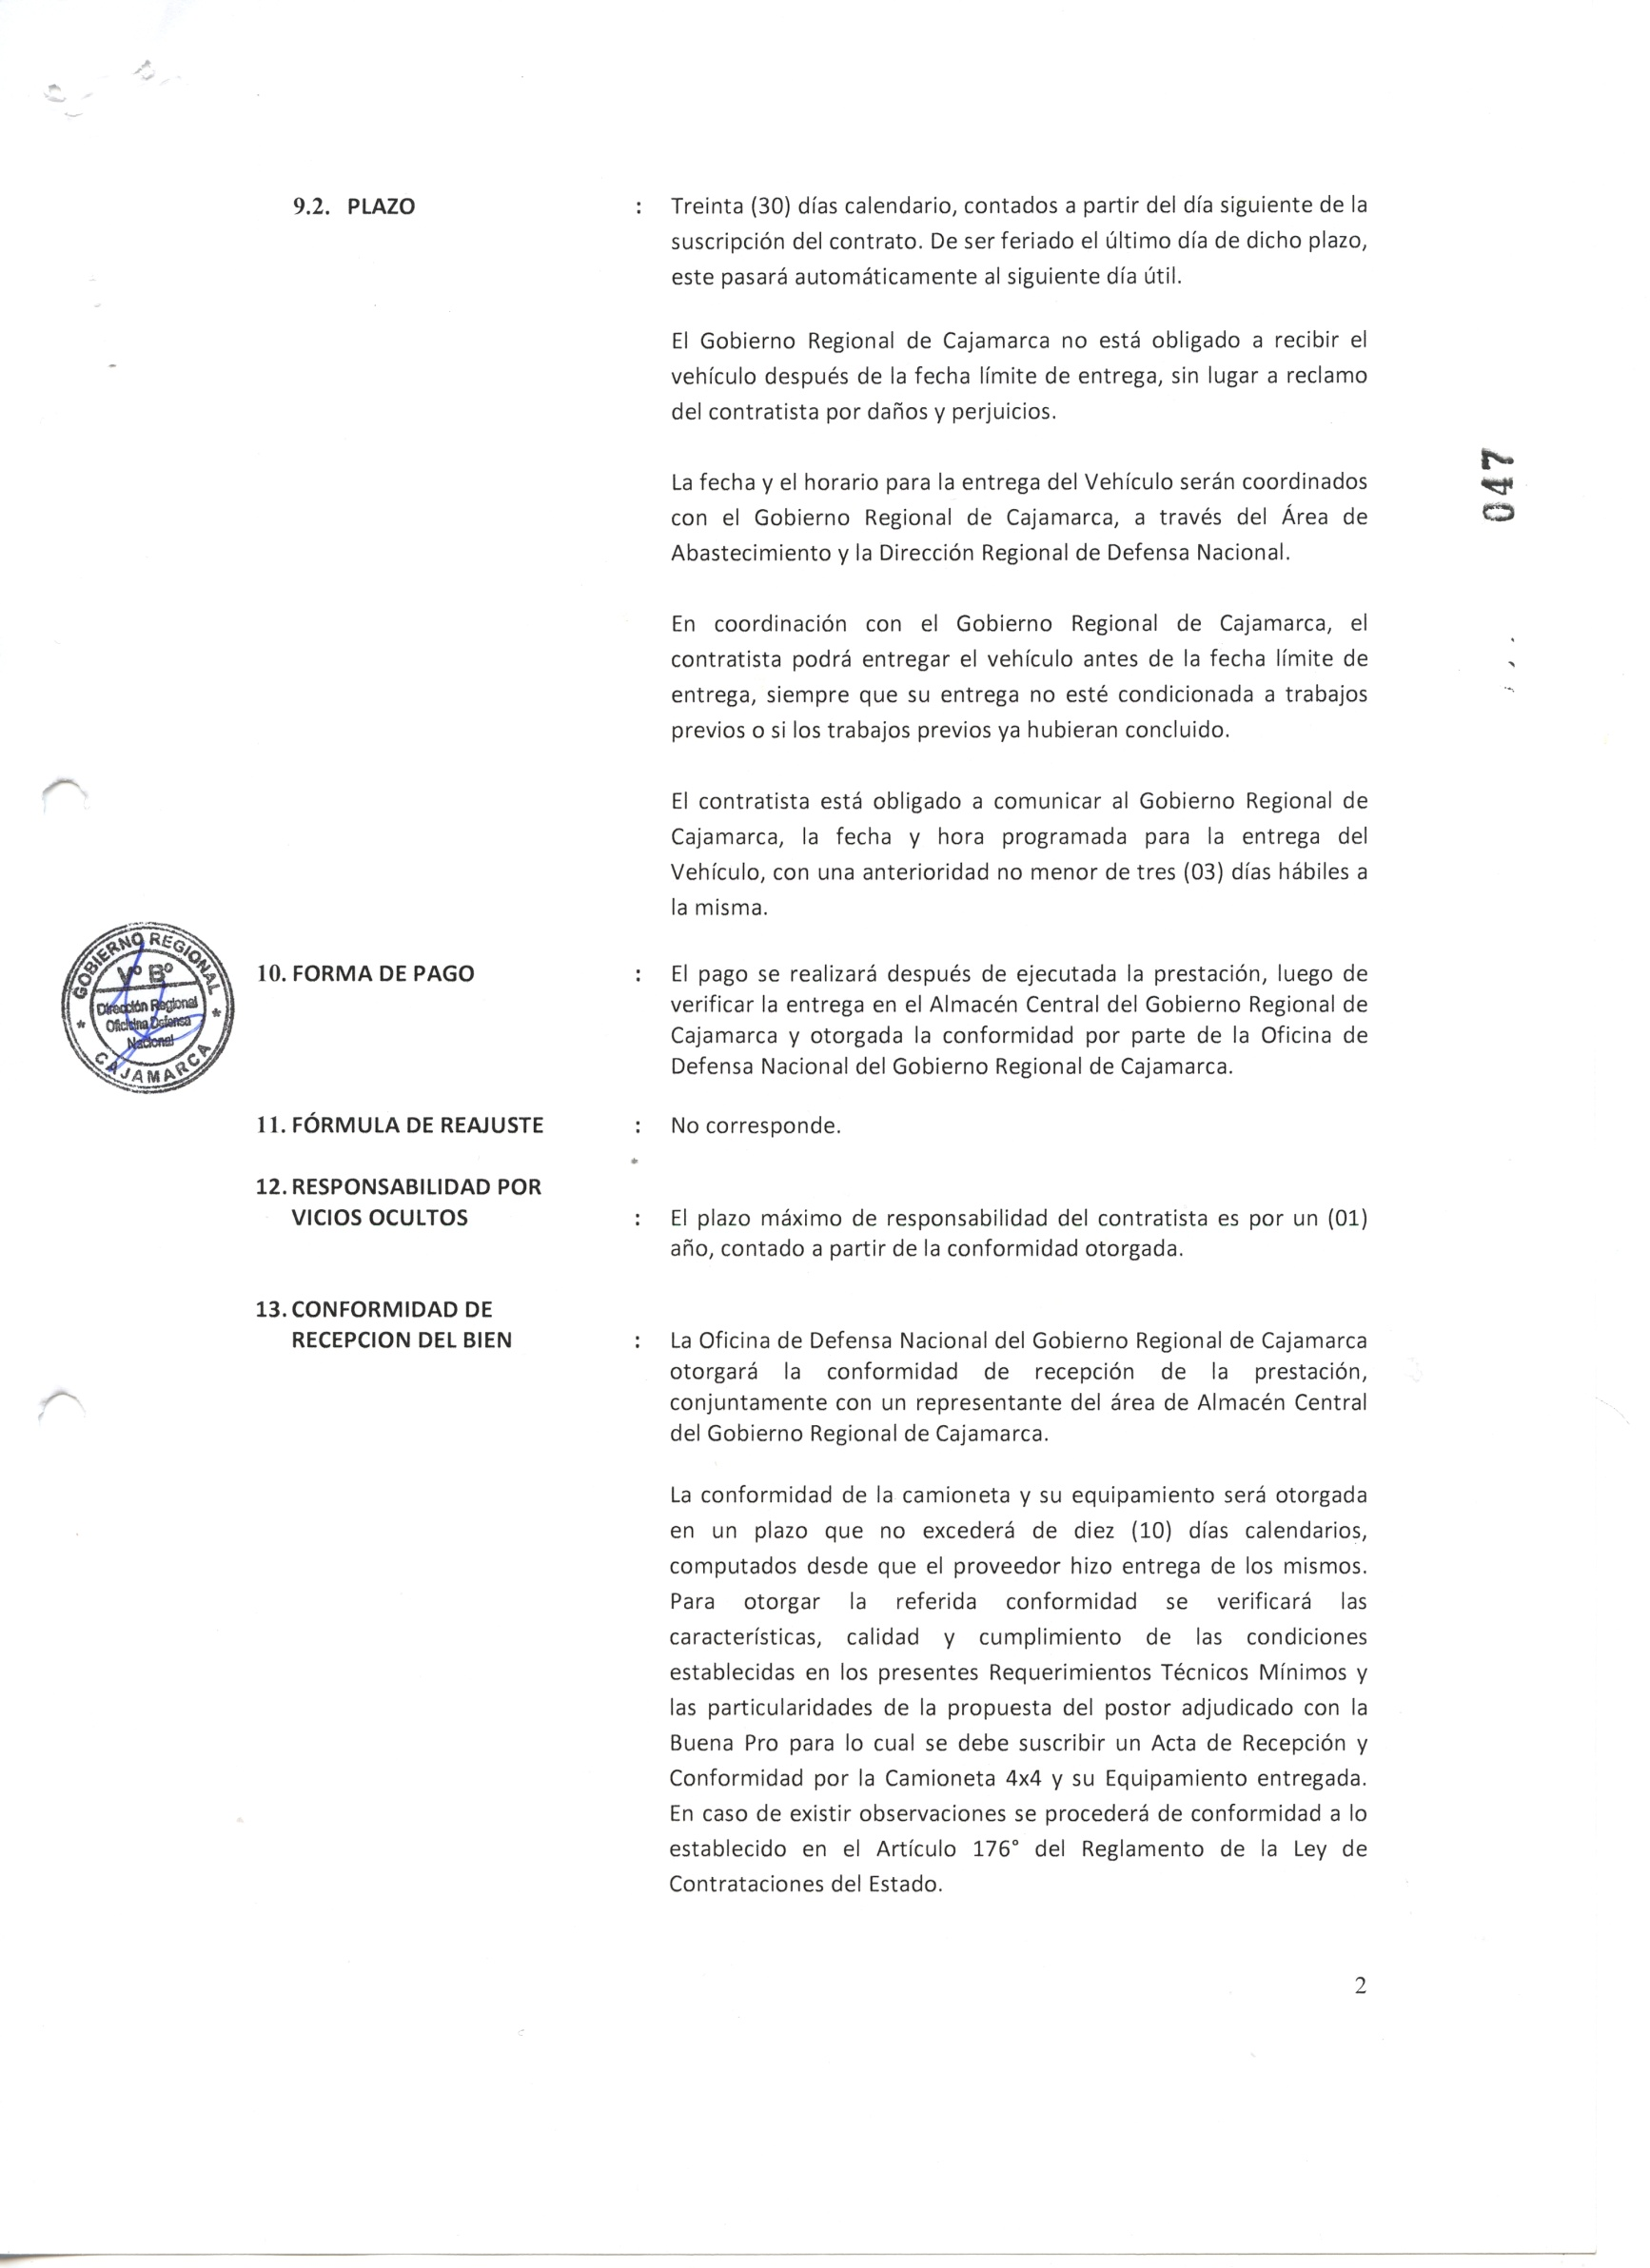 9.2. PLAZO : Treinta (30) días calendario, contados a partir del día siguiente de la
suscripción del contrato. De ser feriado el último día de dicho plazo,
este pasará automáticamente al siguiente día útil.
El Gobierno Regional de Cajamarca no está obligado a recibir el
vehículo después de la fecha límite de entrega, sin lugar a reclamo
del contratista por daños y perjuicios.
047
La fecha y el horario para la entrega del Vehículo serán coordinados
con el Gobierno Regional de Cajamarca, a través del Área de
Abastecimiento y la Dirección Regional de Defensa Nacional.
En coordinación con el Gobierno Regional de Cajamarca, el
contratista podrá entregar el vehículo antes de la fecha límite de
entrega, siempre que su entrega no esté condicionada a trabajos
previos o si los trabajos previos ya hubieran concluido.
El contratista está obligado a comunicar al Gobierno Regional de
Cajamarca, la fecha y hora programada para la entrega del
Vehículo, con una anterioridad no menor de tres (03) días hábiles a
la misma.
GOBIERNO REGIONAL
Vº Bº
Dirección Regional
Oficina Defensa
Nacional
CAJAMARCA
10. FORMA DE PAGO : El pago se realizará después de ejecutada la prestación, luego de
verificar la entrega en el Almacén Central del Gobierno Regional de
Cajamarca y otorgada la conformidad por parte de la Oficina de
Defensa Nacional del Gobierno Regional de Cajamarca.
11. FÓRMULA DE REAJUSTE : No corresponde.
12. RESPONSABILIDAD POR
VICIOS OCULTOS : El plazo máximo de responsabilidad del contratista es por un (01)
año, contado a partir de la conformidad otorgada.
13. CONFORMIDAD DE
RECEPCION DEL BIEN : La Oficina de Defensa Nacional del Gobierno Regional de Cajamarca
otorgará la conformidad de recepción de la prestación,
conjuntamente con un representante del área de Almacén Central
del Gobierno Regional de Cajamarca.
La conformidad de la camioneta y su equipamiento será otorgada
en un plazo que no excederá de diez (10) días calendarios,
computados desde que el proveedor hizo entrega de los mismos.
Para otorgar la referida conformidad se verificará las
características, calidad y cumplimiento de las condiciones
establecidas en los presentes Requerimientos Técnicos Mínimos y
las particularidades de la propuesta del postor adjudicado con la
Buena Pro para lo cual se debe suscribir un Acta de Recepción y
Conformidad por la Camioneta 4x4 y su Equipamiento entregada.
En caso de existir observaciones se procederá de conformidad a lo
establecido en el Artículo 176° del Reglamento de la Ley de
Contrataciones del Estado.
2